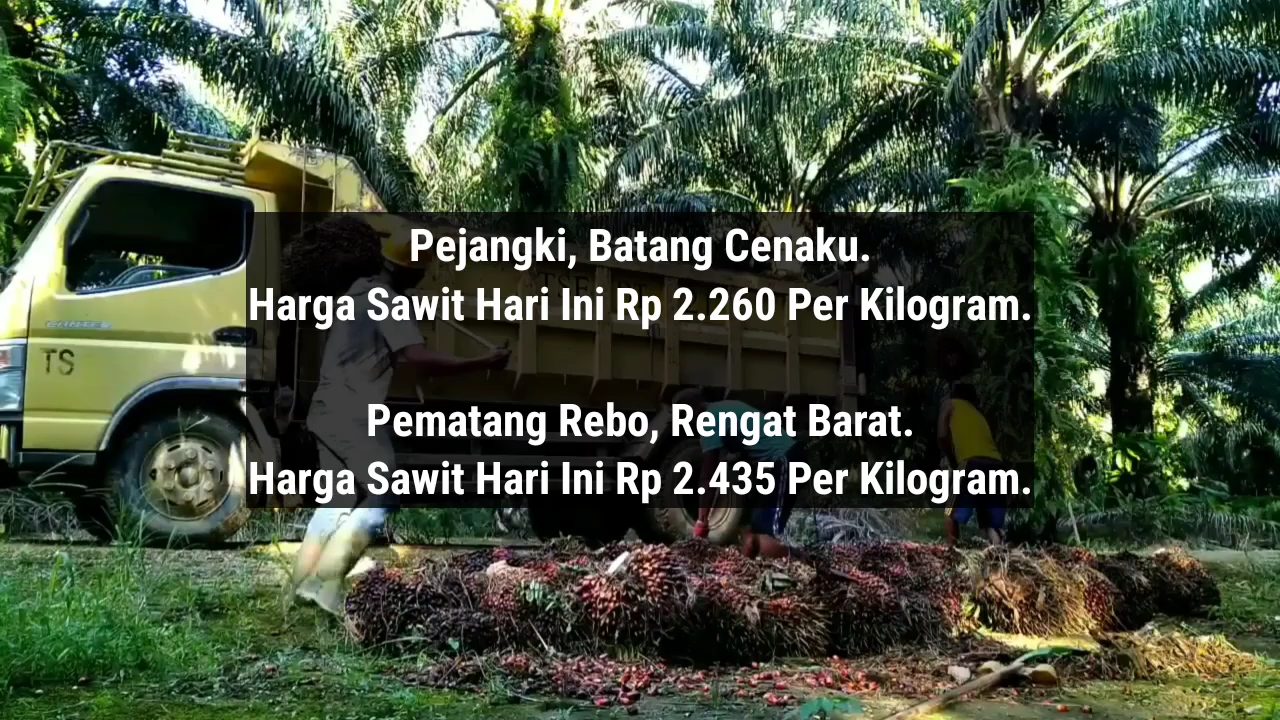 Pejangki, Batang Cenaku.
Harga Sawit Hari Ini Rp 2.260 Per Kilogram.
Pematang Rebo, Rengat Barat.
Harga Sawit Hari Ini Rp 2.435 Per Kilogram.
CANTER
TS